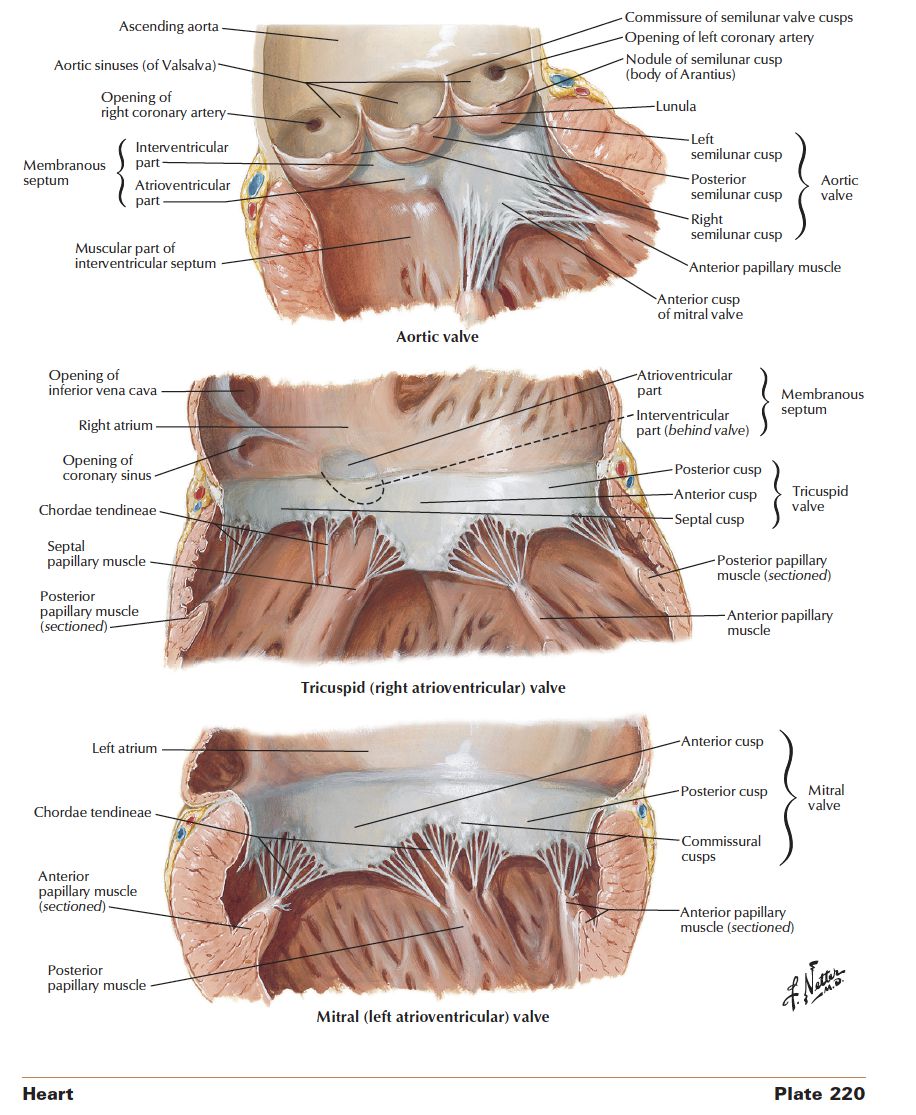 Ascending aorta
Aortic sinuses (of Valsalva)
Opening of
right coronary artery
Membranous
septum
Interventricular
part
Atrioventricular
part
Muscular part of
interventricular septum
Commissure of semilunar valve cusps
Opening of left coronary artery
Nodule of semilunar cusp
(body of Arantius)
Lunula
Left
semilunar cusp
Posterior
semilunar cusp
Right
semilunar cusp
Aortic
valve
Anterior papillary muscle
Anterior cusp
of mitral valve
Aortic valve
Opening of
inferior vena cava
Right atrium
Opening of
coronary sinus
Chordae tendineae
Septal
papillary muscle
Posterior
papillary muscle
(sectioned)
Atrioventricular
part
Interventricular
part (behind valve)
Membranous
septum
Posterior cusp
Anterior cusp
Septal cusp
Tricuspid
valve
Posterior papillary
muscle (sectioned)
Anterior papillary
muscle
Tricuspid (right atrioventricular) valve
Left atrium
Chordae tendineae
Anterior
papillary muscle
(sectioned)
Posterior
papillary muscle
Anterior cusp
Posterior cusp
Commissural
cusps
Mitral
valve
Anterior papillary
muscle (sectioned)
Mitral (left atrioventricular) valve
F. Netter
M.D.
Heart
Plate 220